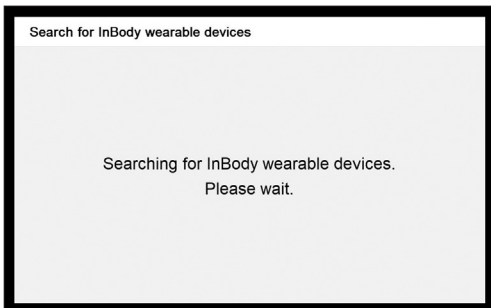 Search for InBody wearable devices
Searching for InBody wearable devices.
Please wait.